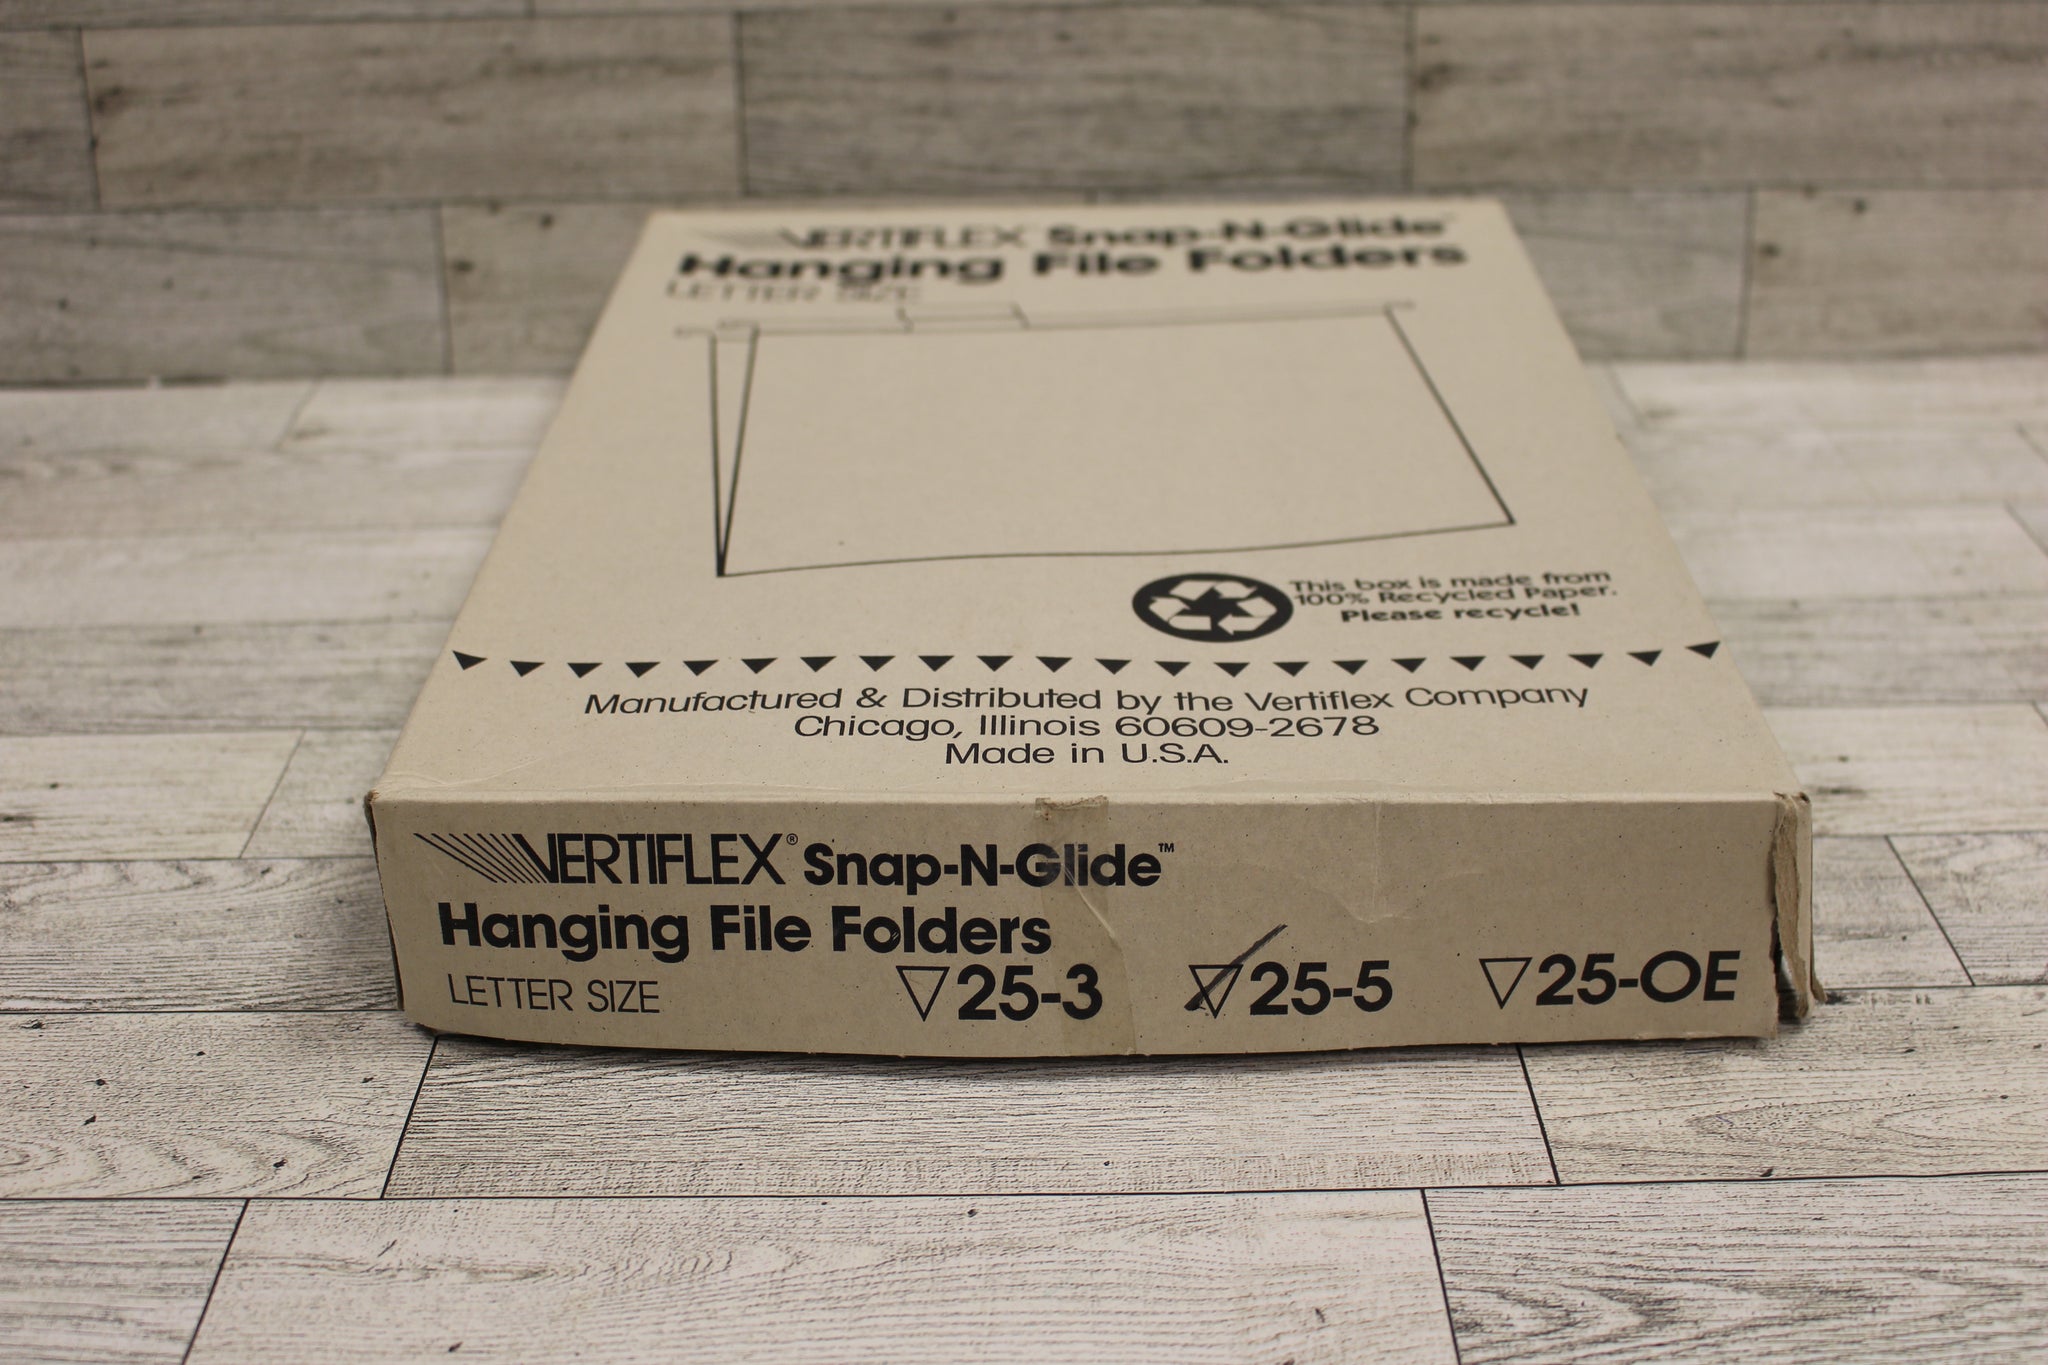 VERTIFLEX Snap-N-Glide
Hanging File Folders
LETTER SIZE
This box is made from
100% Recycled Paper.
Please recycle!
Manufactured & Distributed by the Vertiflex Company
Chicago, Illinois 60609-2678
Made in U.S.A.
VERTIFLEX® Snap-N-Glide™
Hanging File Folders
LETTER SIZE ▽25-3 ▽25-5 ▽25-OE